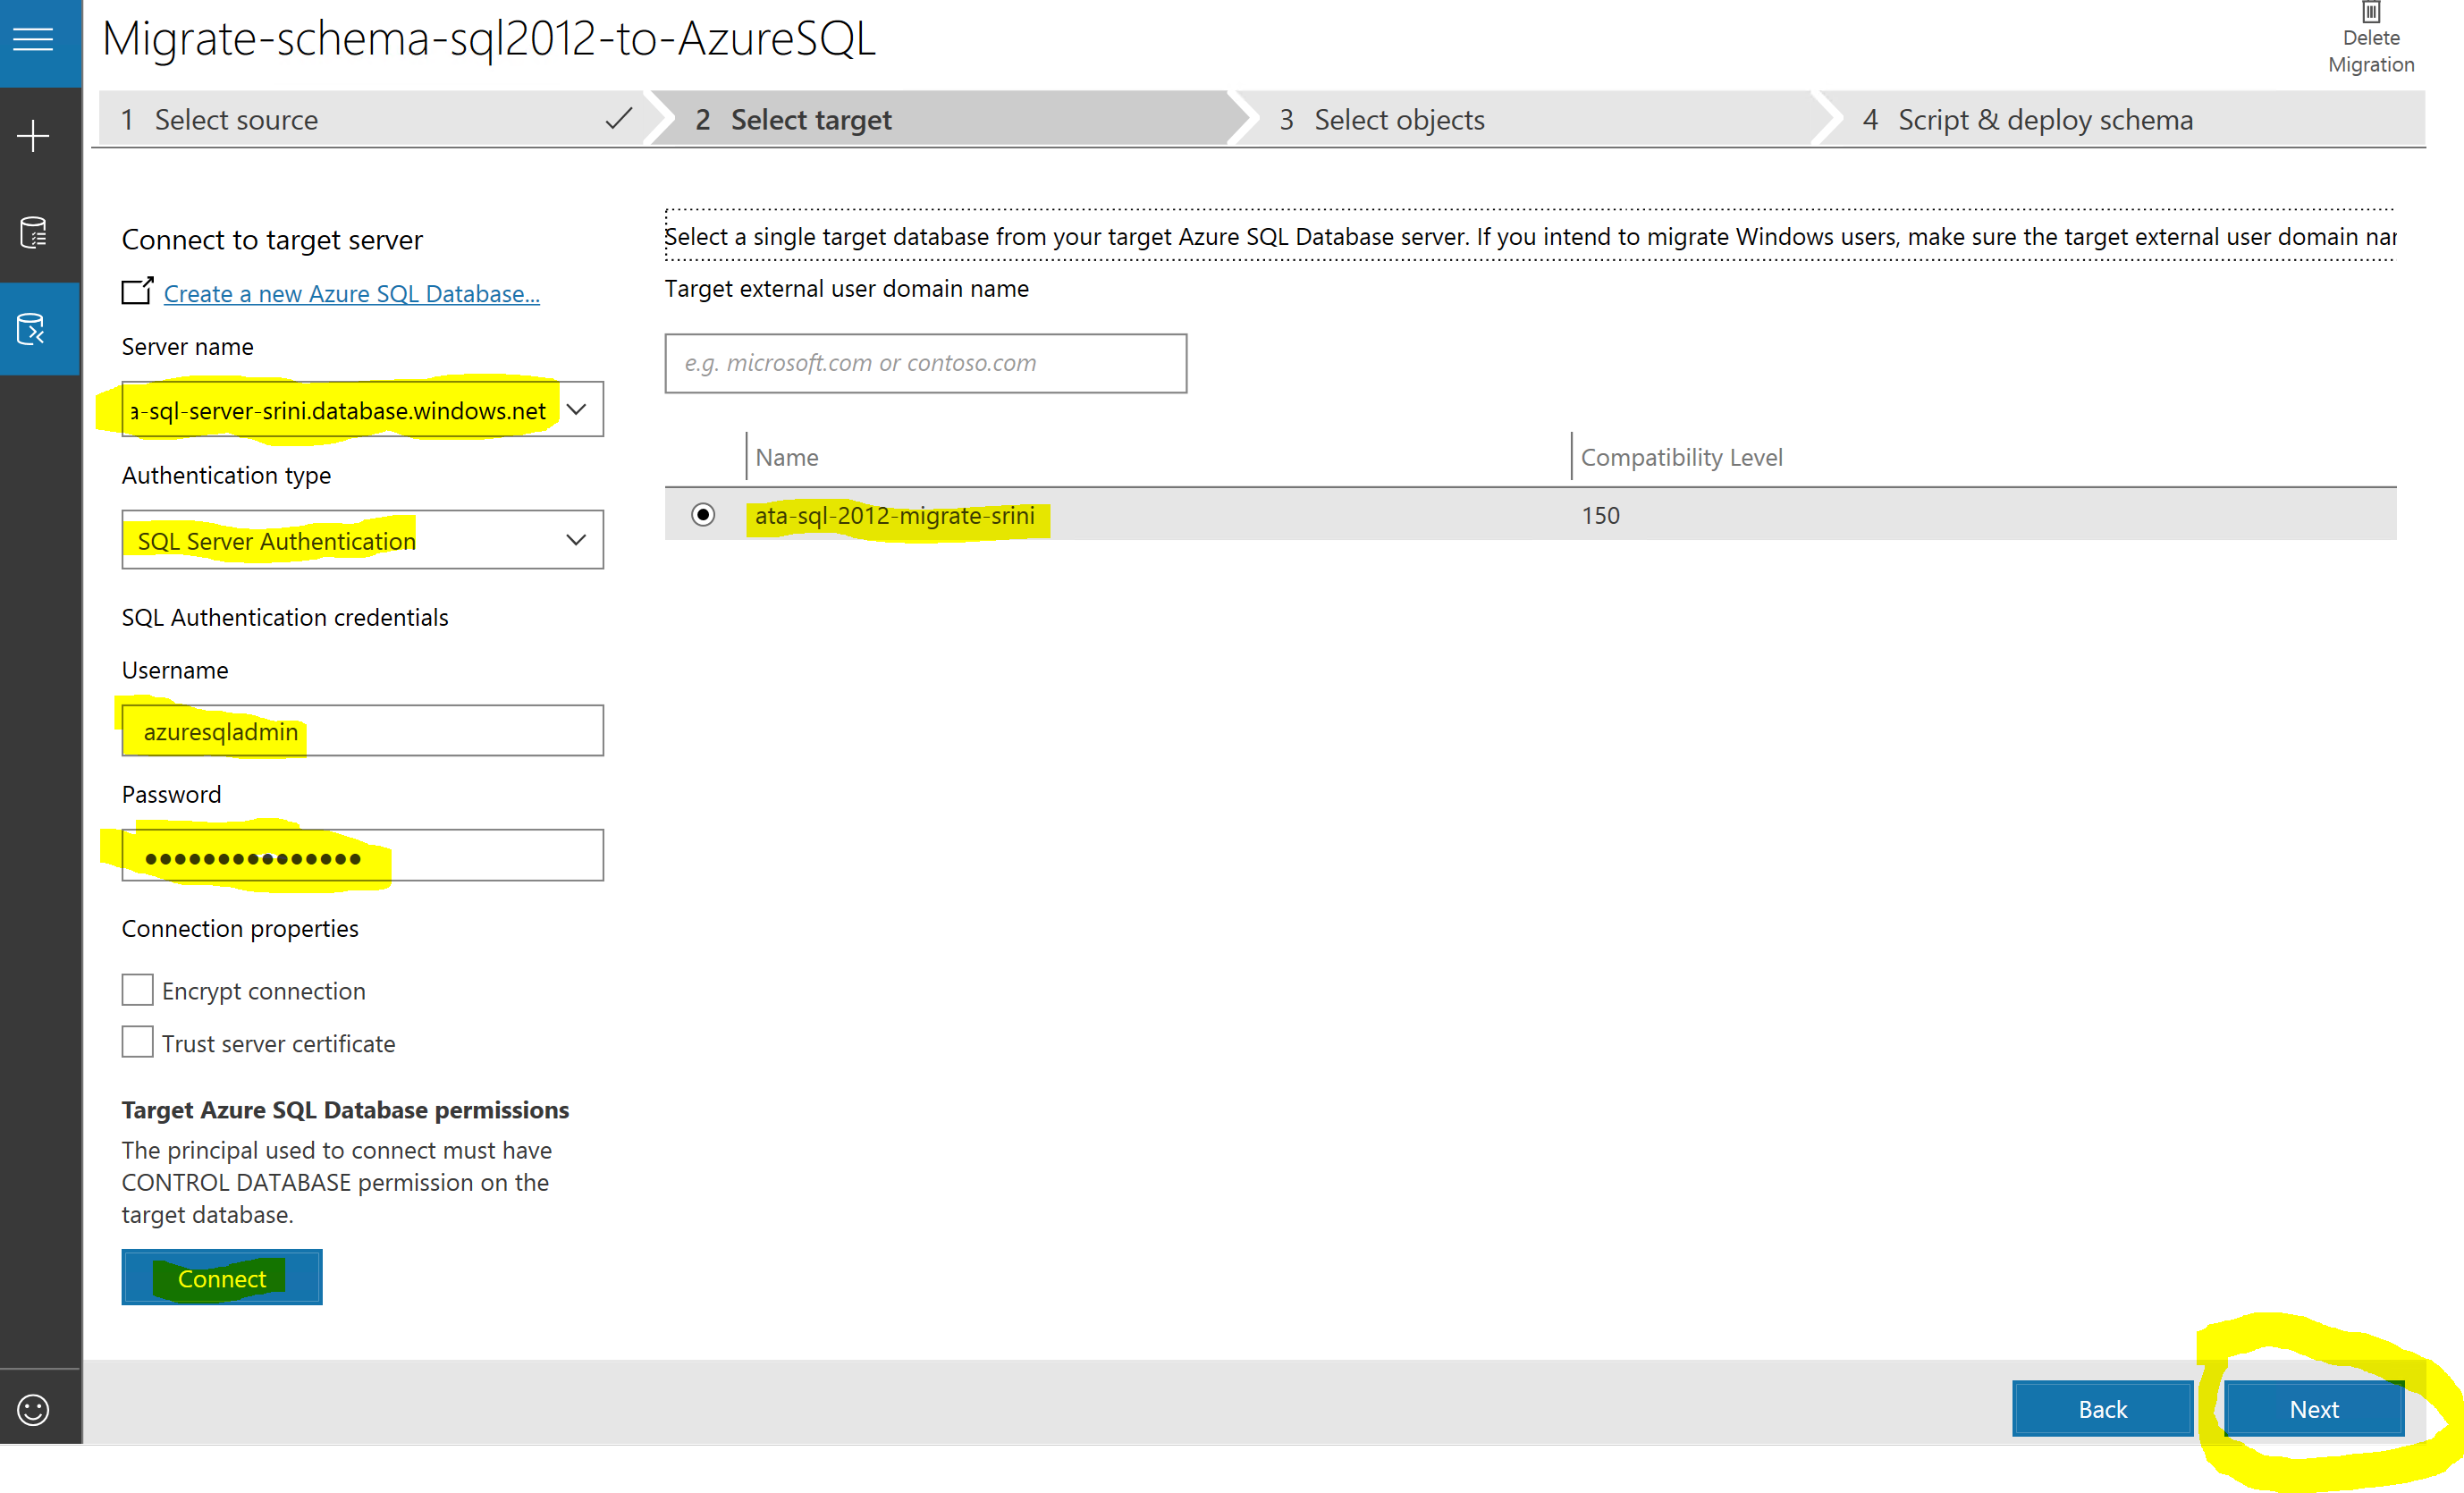 Migrate-schema-sql2012-to-AzureSQL
Delete
Migration
1 Select source
2 Select target
3 Select objects
4 Script & deploy schema
Connect to target server
Create a new Azure SQL Database...
Server name
a-sql-server-srini.database.windows.net
Authentication type
SQL Server Authentication
SQL Authentication credentials
Username
azuresqladmin
Password
Connection properties
Encrypt connection
Trust server certificate
Target Azure SQL Database permissions
The principal used to connect must have
CONTROL DATABASE permission on the
target database.
Connect
Select a single target database from your target Azure SQL Database server. If you intend to migrate Windows users, make sure the target external user domain nar
Target external user domain name
e.g. microsoft.com or contoso.com
Name Compatibility Level
ata-sql-2012-migrate-srini 150
Back Next